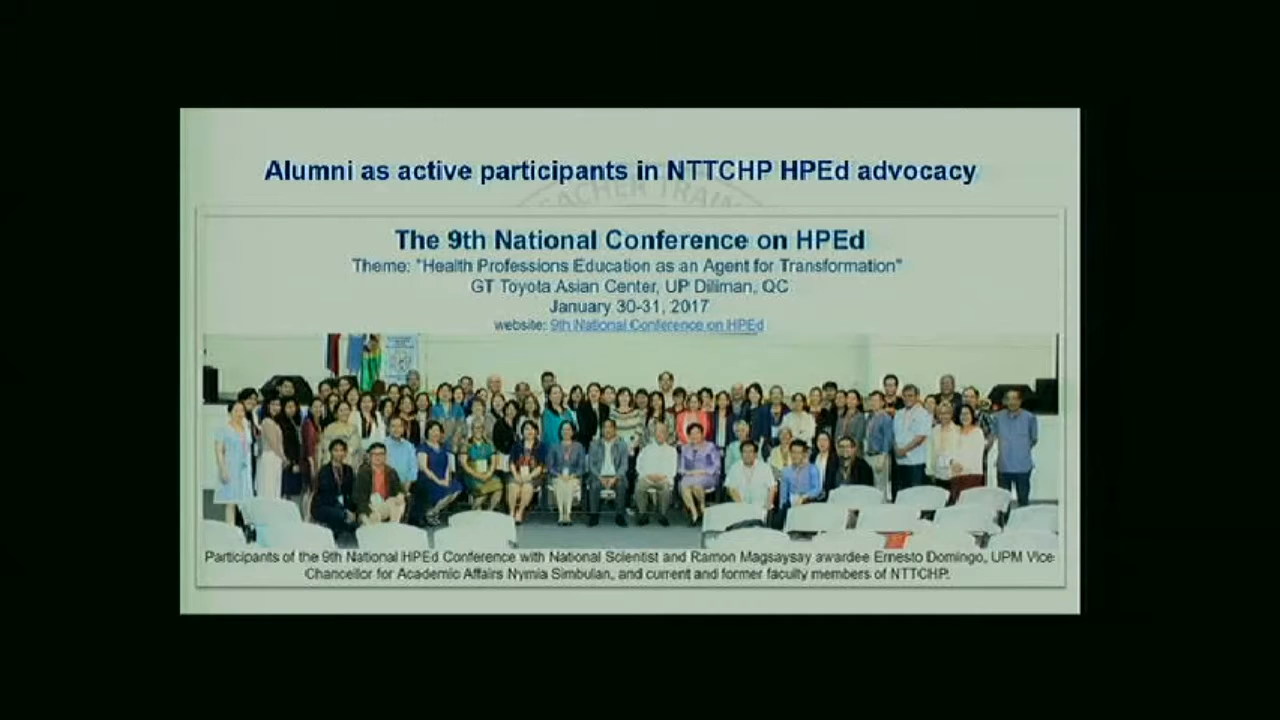 Alumni as active participants in NTTCHP HPEd advocacy
ACHER TRAIN
The 9th National Conference on HPEd
Theme: "Health Professions Education as an Agent for Transformation"
GT Toyota Asian Center, UP Diliman, QC
January 30-31, 2017
website: 9th National Conference on HPEd
Participants of the 9th National HPEd Conference with National Scientist and Ramon Magsaysay awardee Ernesto Domingo, UPM Vice
Chancellor for Academic Affairs Nymia Simbulan, and current and former faculty members of NTTCHP.